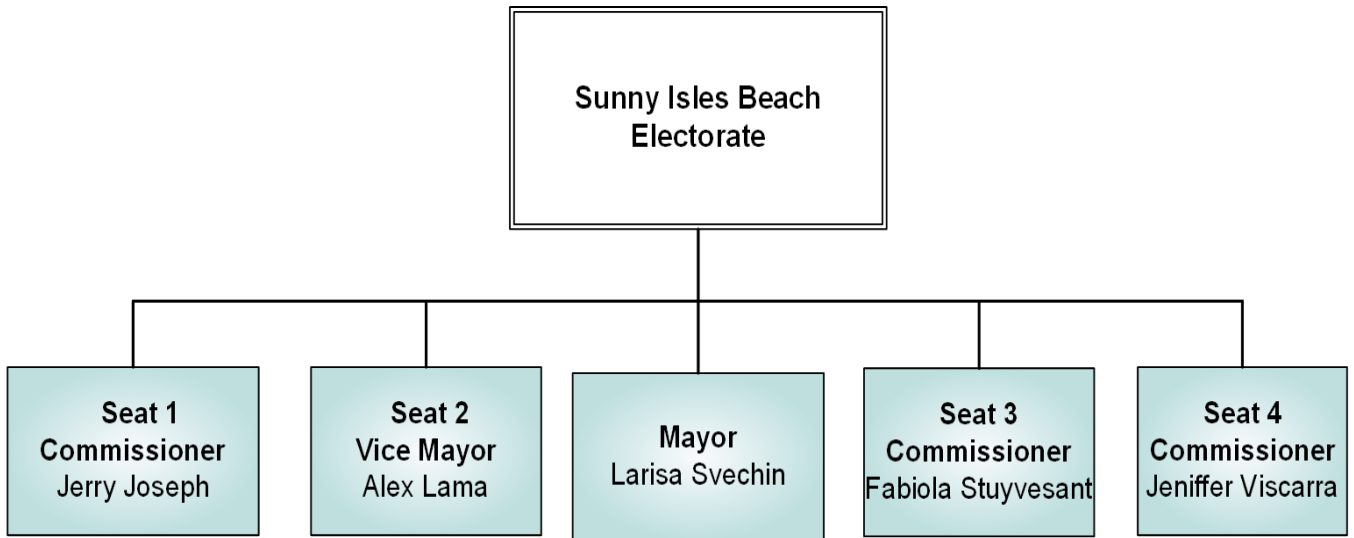 Sunny Isles Beach
Electorate
Seat 1
Commissioner
Jerry Joseph
Seat 2
Vice Mayor
Alex Lama
Mayor
Larisa Svechin
Seat 3
Commissioner
Fabiola Stuyvesant
Seat 4
Commissioner
Jeniffer Viscarra